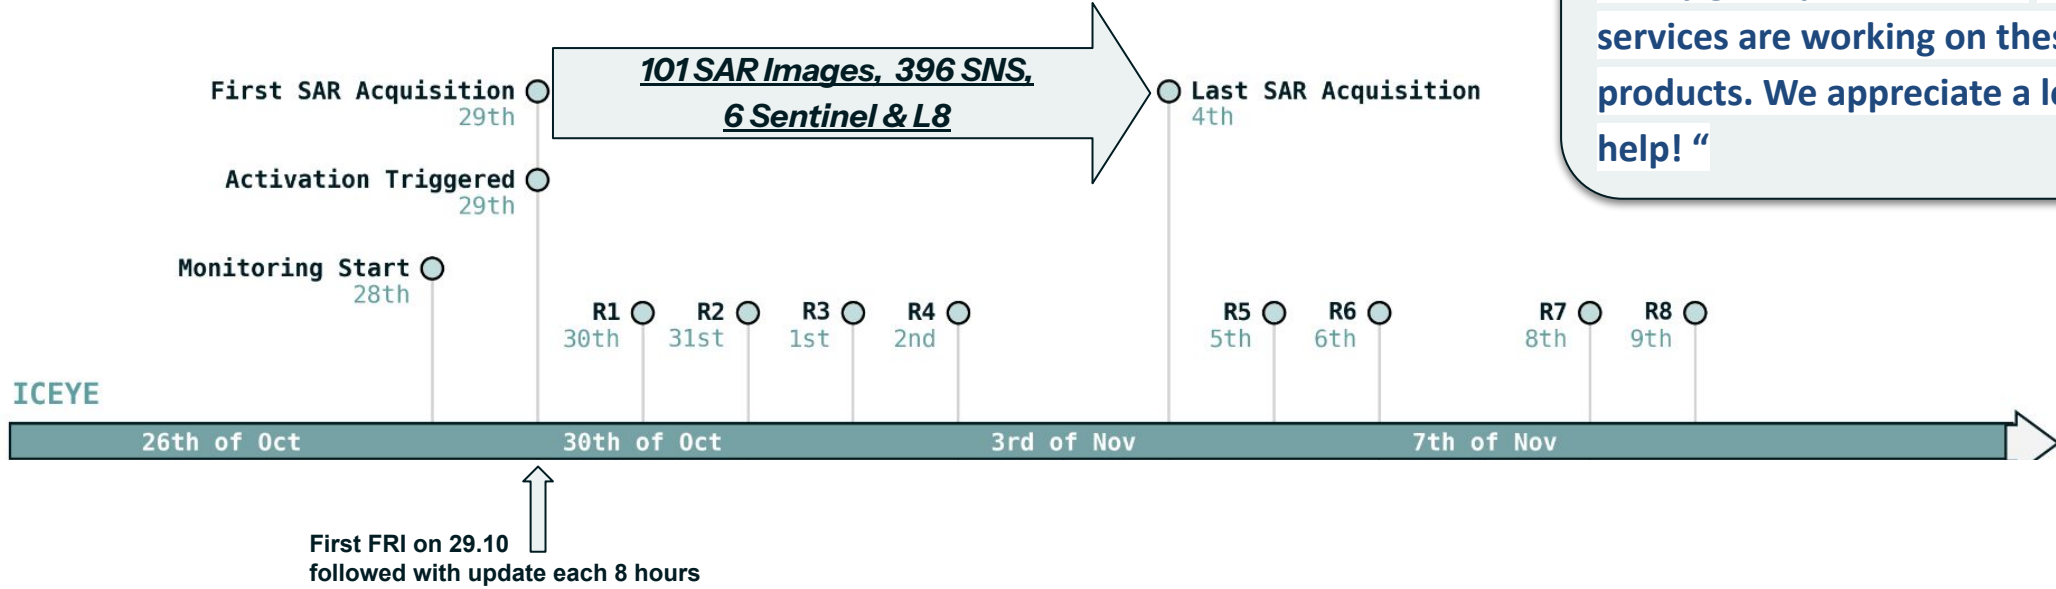 services are working on
products. We appreciate a
help! “
101 SAR Images, 396 SNS,
6 Sentinel & L8
First SAR Acquisition
29th
Last SAR Acquisition
4th
Activation Triggered
29th
Monitoring Start
28th
R1
30th
R2
31st
R3
1st
R4
2nd
R5
5th
R6
6th
R7
8th
R8
9th
ICEYE
26th of Oct
30th of Oct
3rd of Nov
7th of Nov
First FRI on 29.10
followed with update each 8 hours